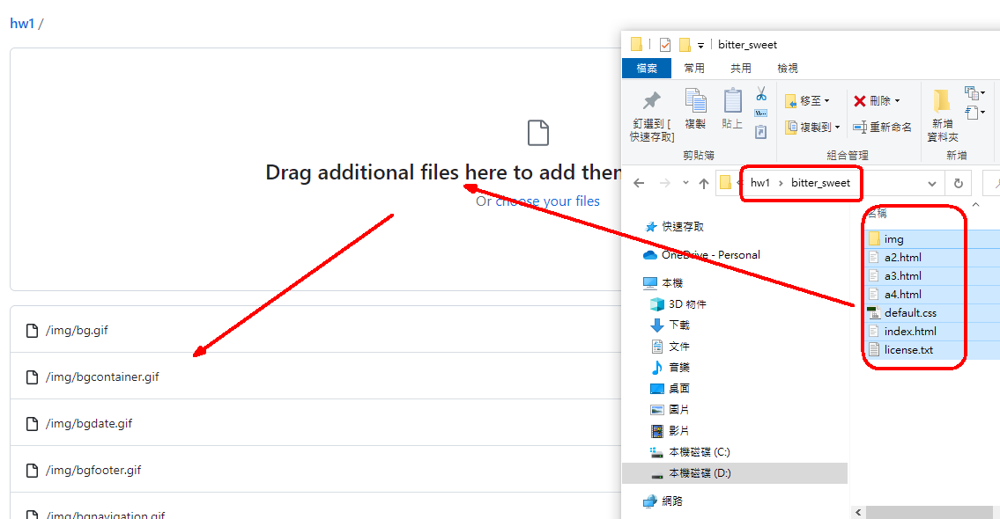 hw1 /
Drag additional files here to add ther
Or choose your files
/img/bg.gif
/img/bgcontainer.gif
/img/bgdate.gif
/img/bgfooter.gif
/img/bgnavigation.gif
bitter_sweet
檔案 常用 共用 檢視
釘選到 [
快速存取]
複製
貼上
移至
複製到
刪除
重新命名
新增
資料夾
剪貼簿 組合管理 新增
hw1 › bitter_sweet
快速存取
OneDrive - Personal
本機
3D 物件
下載
文件
音樂
桌面
圖片
影片
本機磁碟 (C:)
本機磁碟 (D:)
網路
名稱
img
a2.html
a3.html
a4.html
default.css
index.html
license.txt